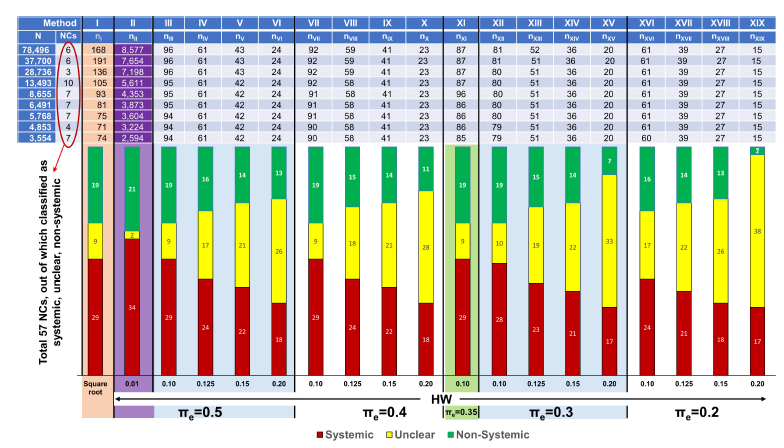 Method I II III IV V VI VII VIII IX X XI XII XIII XIV XV XVI XVII XVIII XIX
N NCs nI nII nIII nIV nV nVI nVII nVIII nIX nX nXI nXII nXIII nXIV nXV nXVI nXVII nXVIII nXIX
78,496 6 168 8,577 96 61 43 24 92 59 41 23 87 81 52 36 20 61 39 27 15
37,700 6 191 7,654 96 61 43 24 92 59 41 23 87 80 51 36 20 61 39 27 15
28,736 3 136 7,198 96 61 43 24 92 59 41 23 87 80 51 36 20 61 39 27 15
13,493 10 105 5,611 95 61 42 24 91 58 41 23 87 80 51 36 20 61 39 27 15
8,655 7 93 4,353 95 61 42 24 91 58 41 23 96 80 51 36 20 61 39 27 15
6,491 7 81 3,873 95 61 42 24 91 58 41 23 86 80 51 36 20 61 39 27 15
5,768 7 75 3,604 94 61 42 24 91 58 41 23 86 80 51 36 20 61 39 27 15
4,853 4 71 3,224 94 61 42 24 90 58 41 23 86 79 51 36 20 61 39 27 15
3,554 7 74 2,594 94 61 42 24 90 58 41 23 85 79 51 36 20 60 39 27 15
Total 57 NCs, out of which classified as
systemic, unclear, non-systemic
19 21 19 16 14 13 19 15 14 11 19 19 15 14 7 16 14 13 2
9 2 9 17 21 26 9 18 21 28 9 10 19 22 33 17 22 26 38
29 34 29 24 22 18 29 24 22 18 29 28 23 21 17 24 21 18 17
Square
root
0.01 0.10 0.125 0.15 0.20 0.10 0.125 0.15 0.20 0.10 0.10 0.125 0.15 0.20 0.10 0.125 0.15 0.20
HW
πe=0.5 πe=0.4 πe=0.35 πe=0.3 πe=0.2
Systemic Unclear Non-Systemic